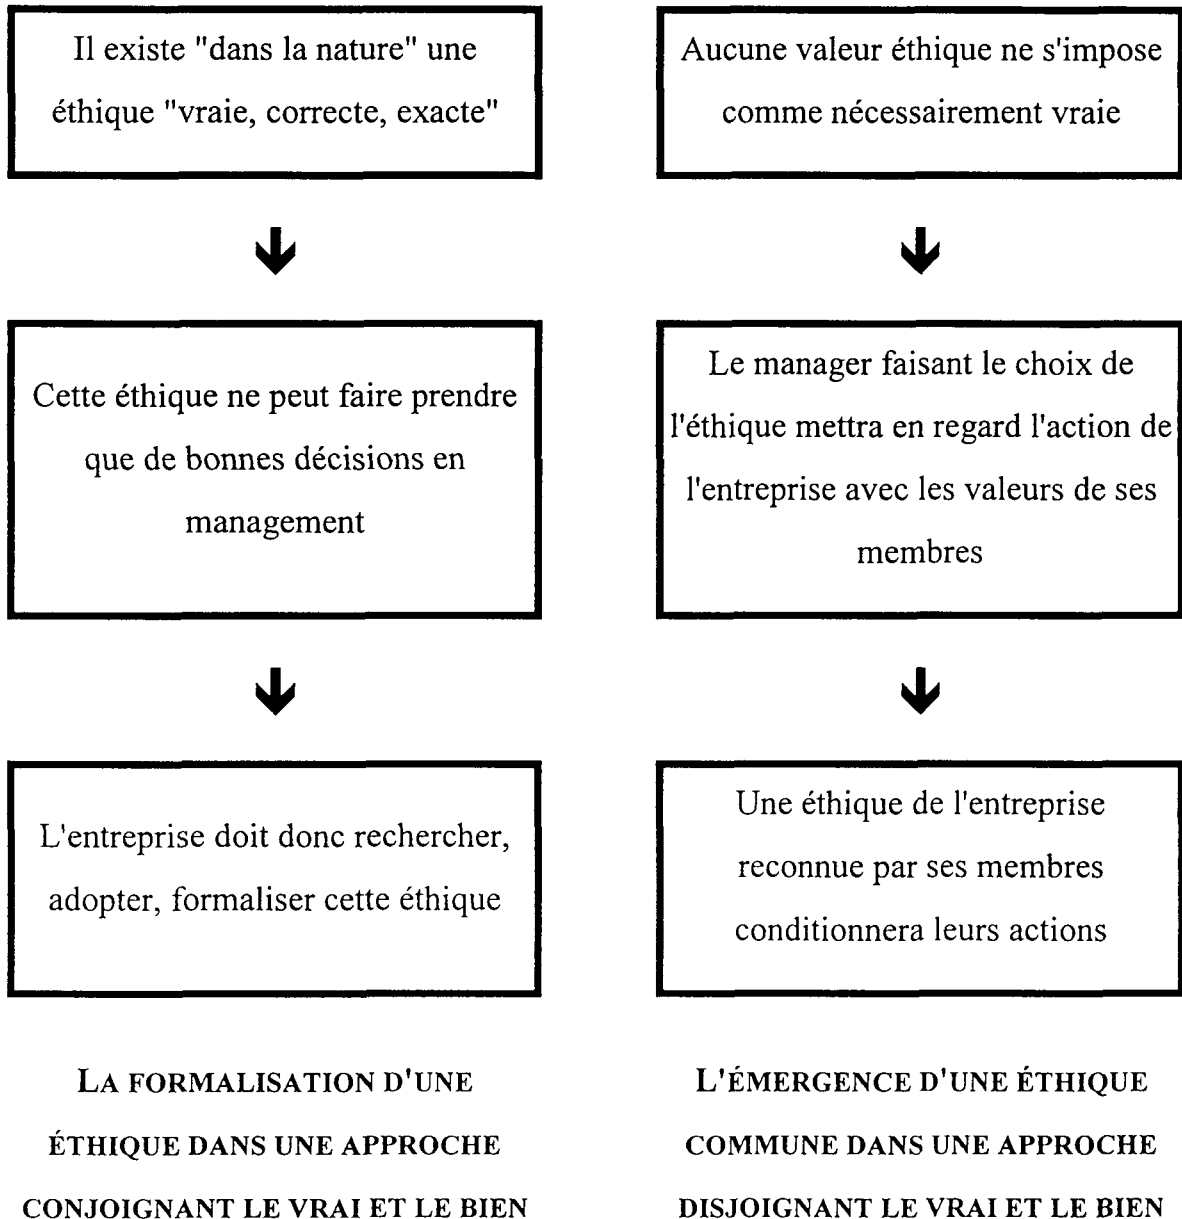 Il existe "dans la nature" une
éthique "vraie, correcte, exacte"
Cette éthique ne peut faire prendre
que de bonnes décisions en
management
L'entreprise doit donc rechercher,
adopter, formaliser cette éthique
LA FORMALISATION D'UNE
ÉTHIQUE DANS UNE APPROCHE
CONJOIGNANT LE VRAI ET LE BIEN
Aucune valeur éthique ne s'impose
comme nécessairement vraie
Le manager faisant le choix de
l'éthique mettra en regard l'action de
l'entreprise avec les valeurs de ses
membres
Une éthique de l'entreprise
reconnue par ses membres
conditionnera leurs actions
L'ÉMERGENCE D'UNE ÉTHIQUE
COMMUNE DANS UNE APPROCHE
DISJOIGNANT LE VRAI ET LE BIEN